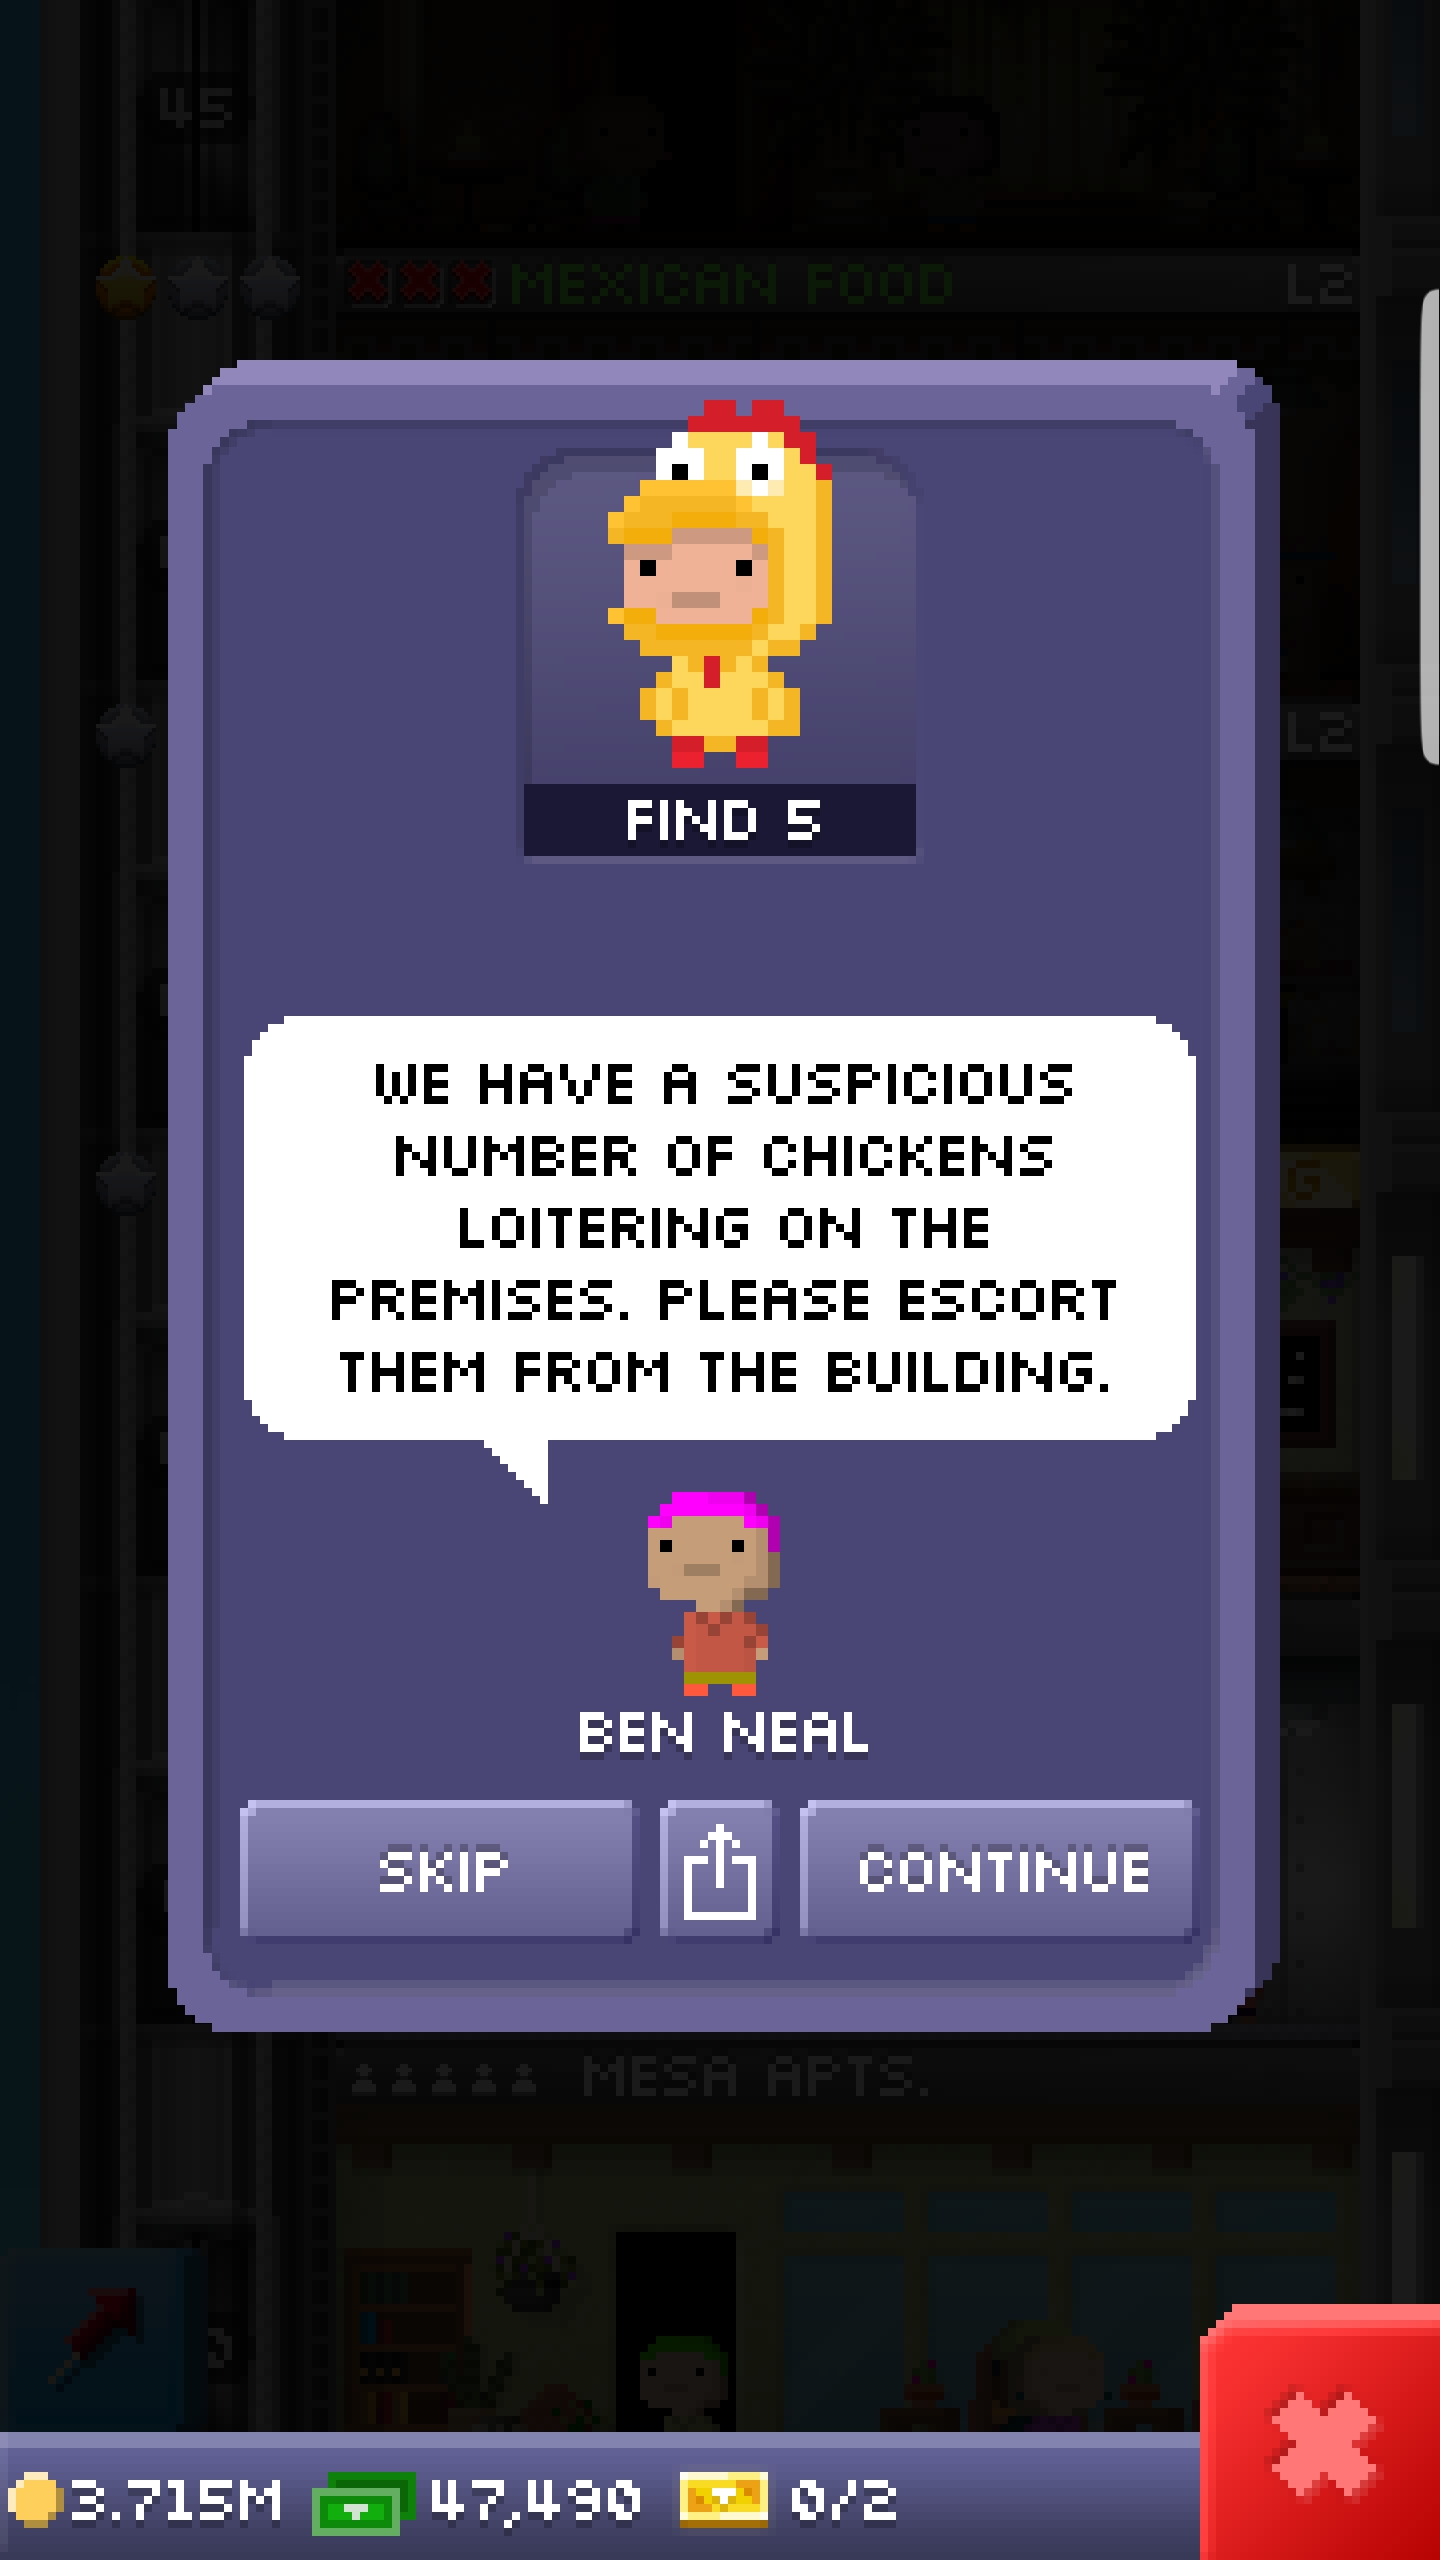 45
MEXICAN FOOD L2
FIND 5
L2
WE HAVE A SUSPICIOUS
NUMBER OF CHICKENS
LOITERING ON THE
PREMISES. PLEASE ESCORT
THEM FROM THE BUILDING.
G
BEN NEAL
SKIP
CONTINUE
MESA APTS.
3.715M 47,490 0/2